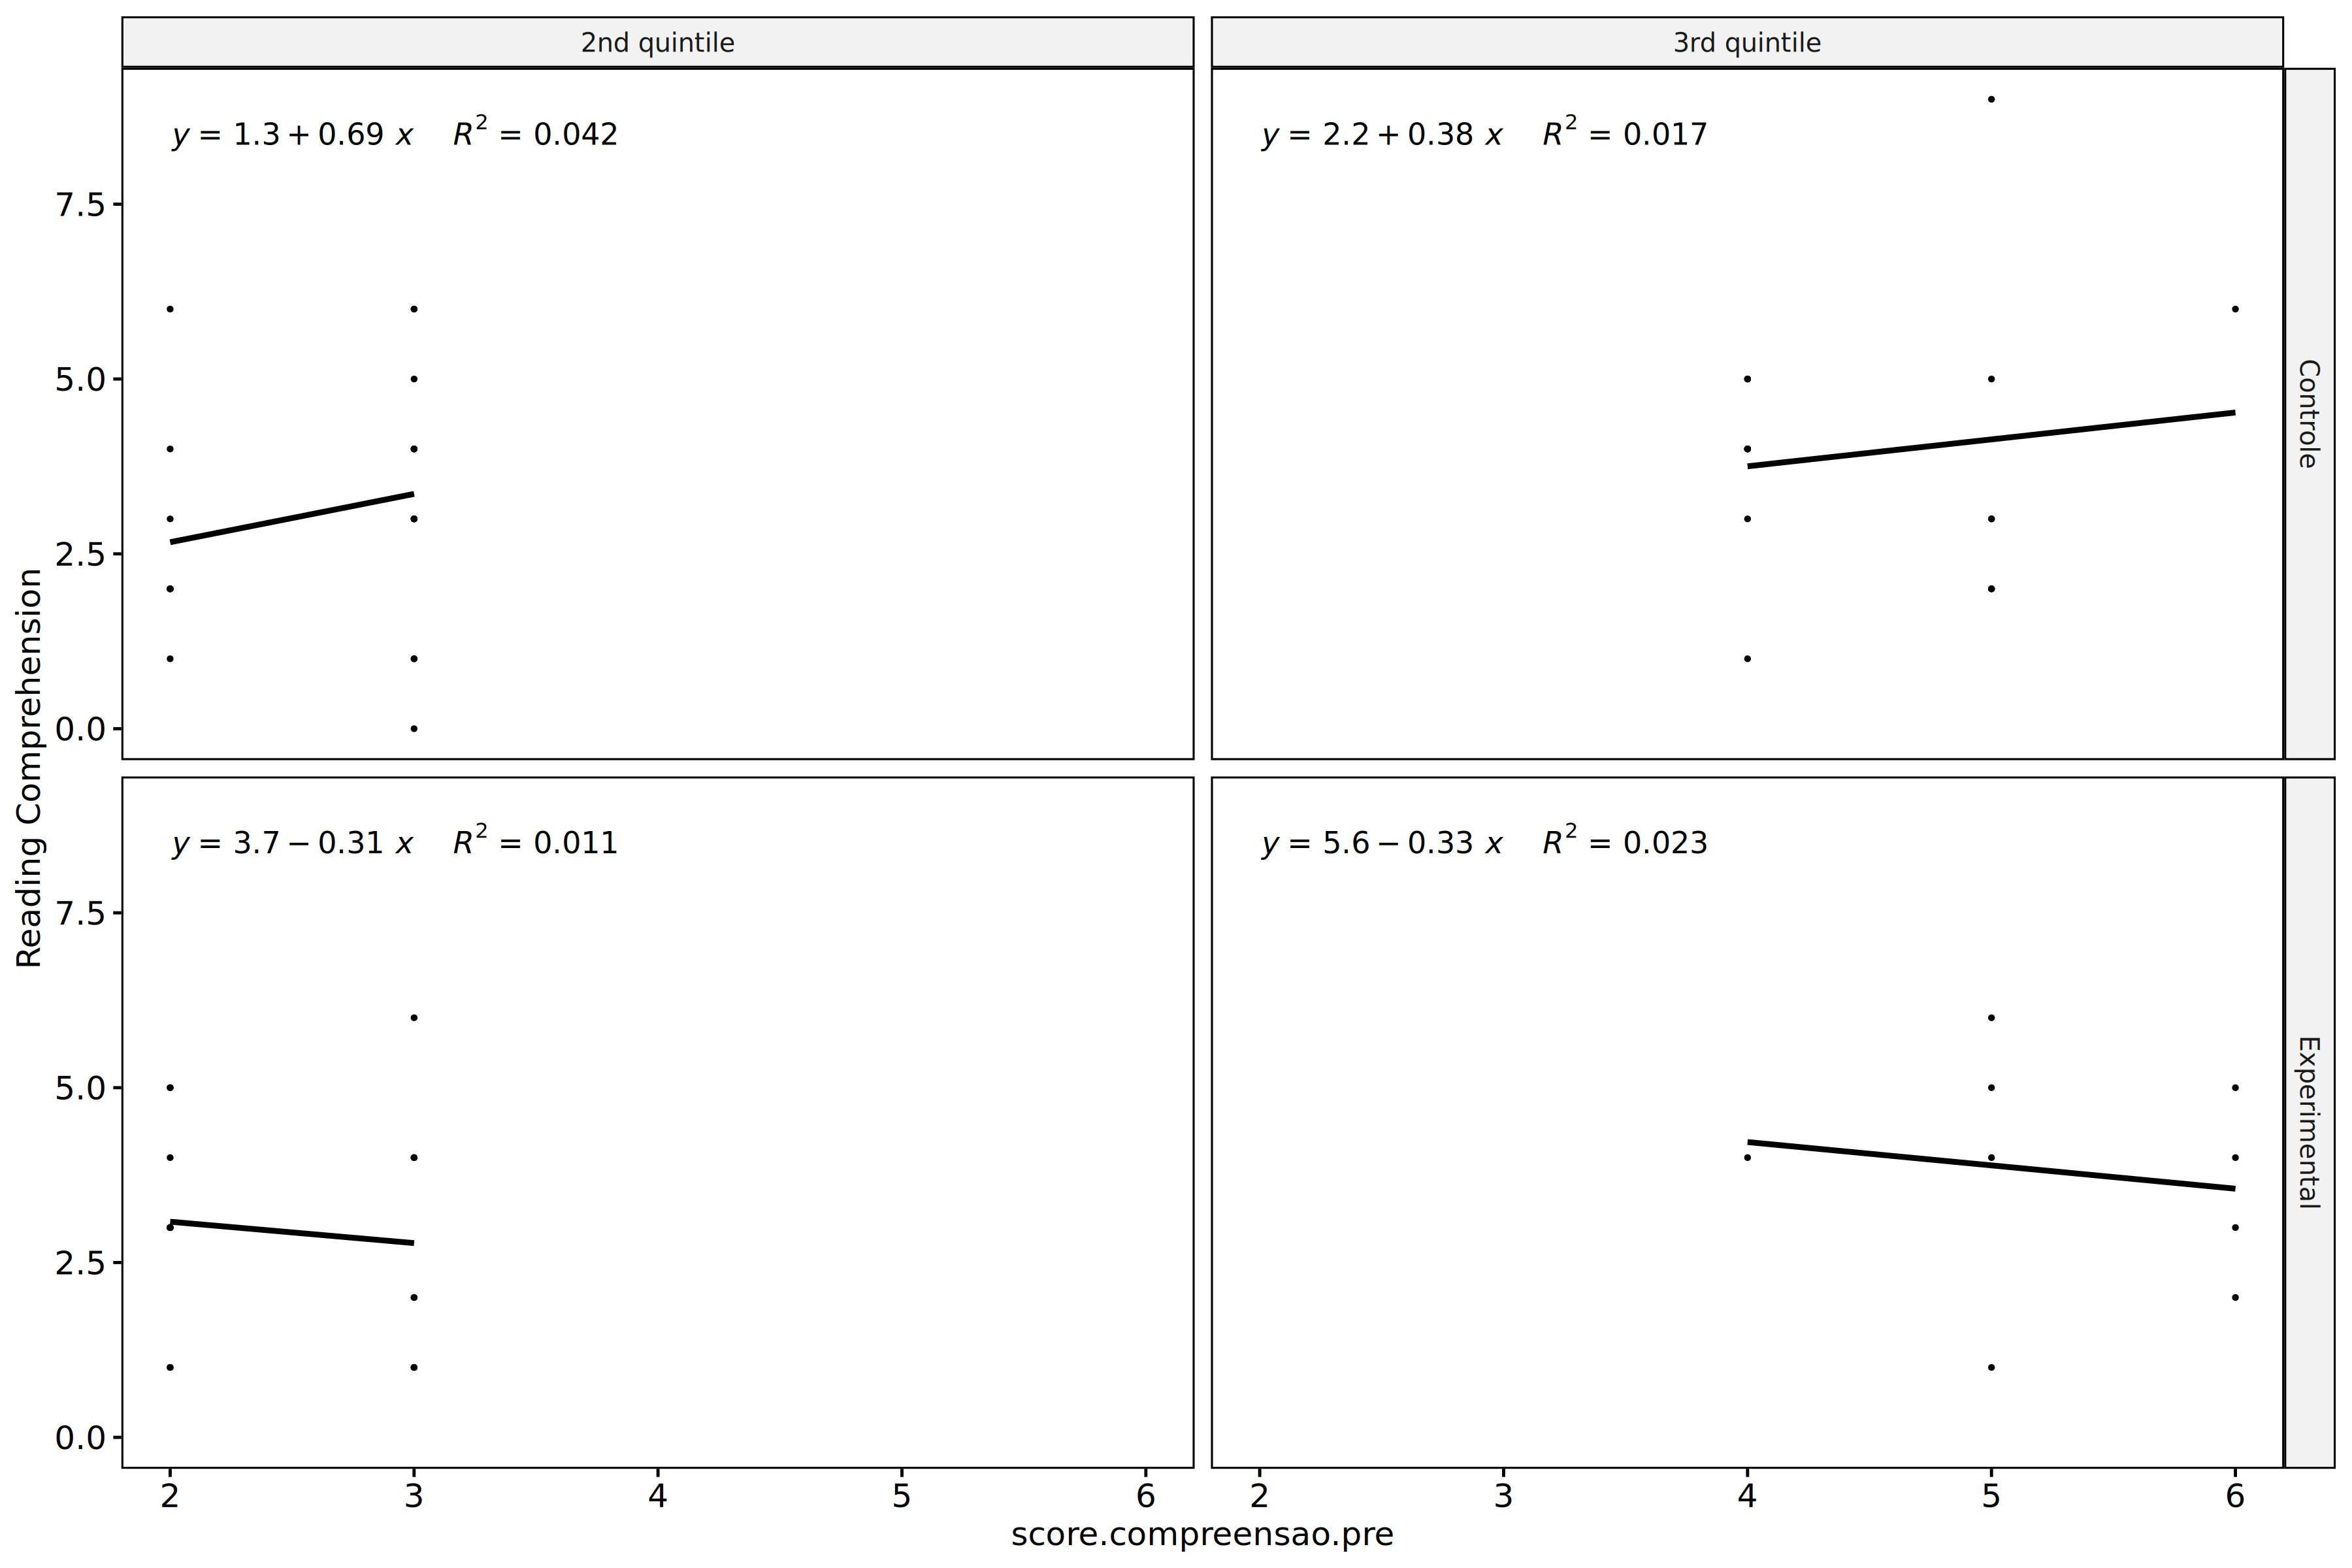 2nd quintile
3rd quintile
y = 1.3 + 0.69 x R² = 0.042
y = 2.2 + 0.38 x R² = 0.017
7.5
5.0
2.5
0.0
Controle
y = 3.7 − 0.31 x R² = 0.011
y = 5.6 − 0.33 x R² = 0.023
7.5
5.0
2.5
0.0
Experimental
Reading Comprehension
2 3 4 5 6
2 3 4 5 6
score.compreensao.pre